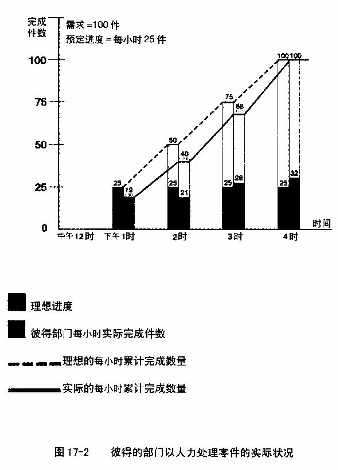 完成
件数
需求=100件
预定进度=每小时25件
100
100 100
75
75
68
50
50
40
25
25
19
25
21
25
28
25
32
0
中午12时
下午1时
2时
3时
4时
时间
理想进度
彼得部门每小时实际完成件数
理想的每小时累计完成数量
实际的每小时累计完成数量
图17-2 彼得的部门以人力处理零件的实际状况